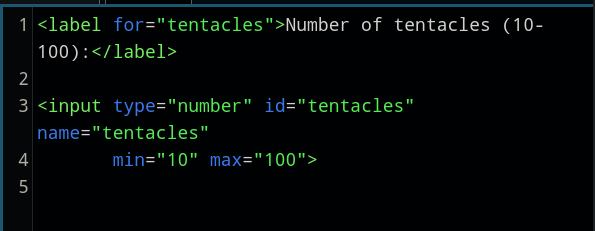 1 <label for="tentacles">Number of tentacles (10-
100):</label>
2
3 <input type="number" id="tentacles"
name="tentacles"
4 min="10" max="100">
5